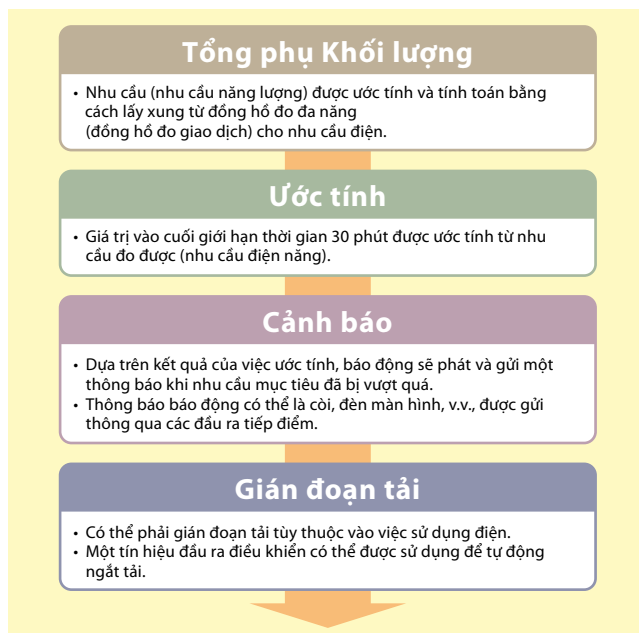 Tổng phụ Khối lượng
• Nhu cầu (nhu cầu năng lượng) được ước tính và tính toán bằng
cách lấy xung từ đồng hồ đo đa năng
(đồng hồ đo giao dịch) cho nhu cầu điện.
Ước tính
• Giá trị vào cuối giới hạn thời gian 30 phút được ước tính từ nhu
cầu đo được (nhu cầu điện năng).
Cảnh báo
• Dựa trên kết quả của việc ước tính, báo động sẽ phát và gửi một
thông báo khi nhu cầu mục tiêu đã bị vượt quá.
• Thông báo báo động có thể là còi, đèn màn hình, v.v., được gửi
thông qua các đầu ra tiếp điểm.
Gián đoạn tải
• Có thể phải gián đoạn tải tùy thuộc vào việc sử dụng điện.
• Một tín hiệu đầu ra điều khiển có thể được sử dụng để tự động
ngắt tải.